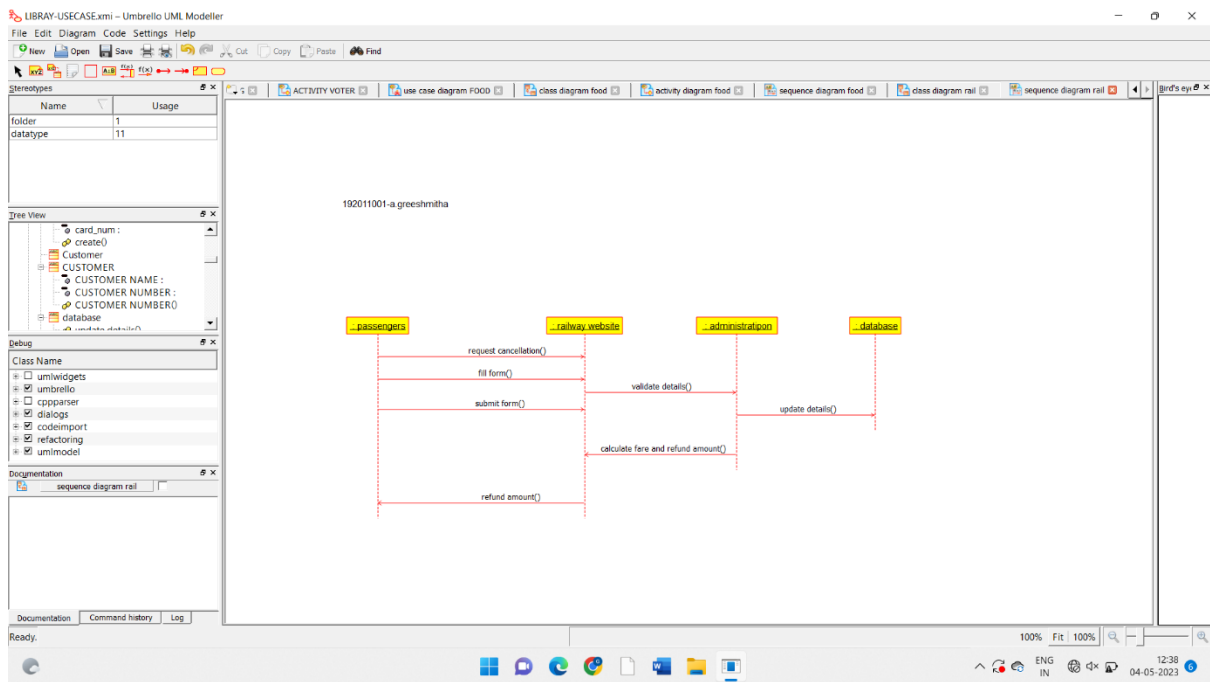 LIBRAY-USECASE.xmi – Umbrello UML Modeller
File Edit Diagram Code Settings Help
New Open Save Cut Copy Paste Find
Stereotypes
Name Usage
folder 1
datatype 11
ACTIVITY VOTER use case diagram FOOD class diagram food activity diagram food sequence diagram food class diagram rail sequence diagram rail
Bird's eye
192011001-a.greeshmitha
Tree View
card_num :
create()
Customer
CUSTOMER
CUSTOMER NAME :
CUSTOMER NUMBER :
CUSTOMER NUMBER()
database
update details()
: passengers : railway website : administratipon : database
request cancellation()
fill form()
validate details()
submit form()
update details()
calculate fare and refund amount()
refund amount()
Debug
Class Name
umlwidgets
umbrello
cppparser
dialogs
codeimport
refactoring
umlmodel
Documentation
sequence diagram rail
Documentation Command history Log
Ready.
100% Fit 100%
ENG
IN
12:38
04-05-2023
6